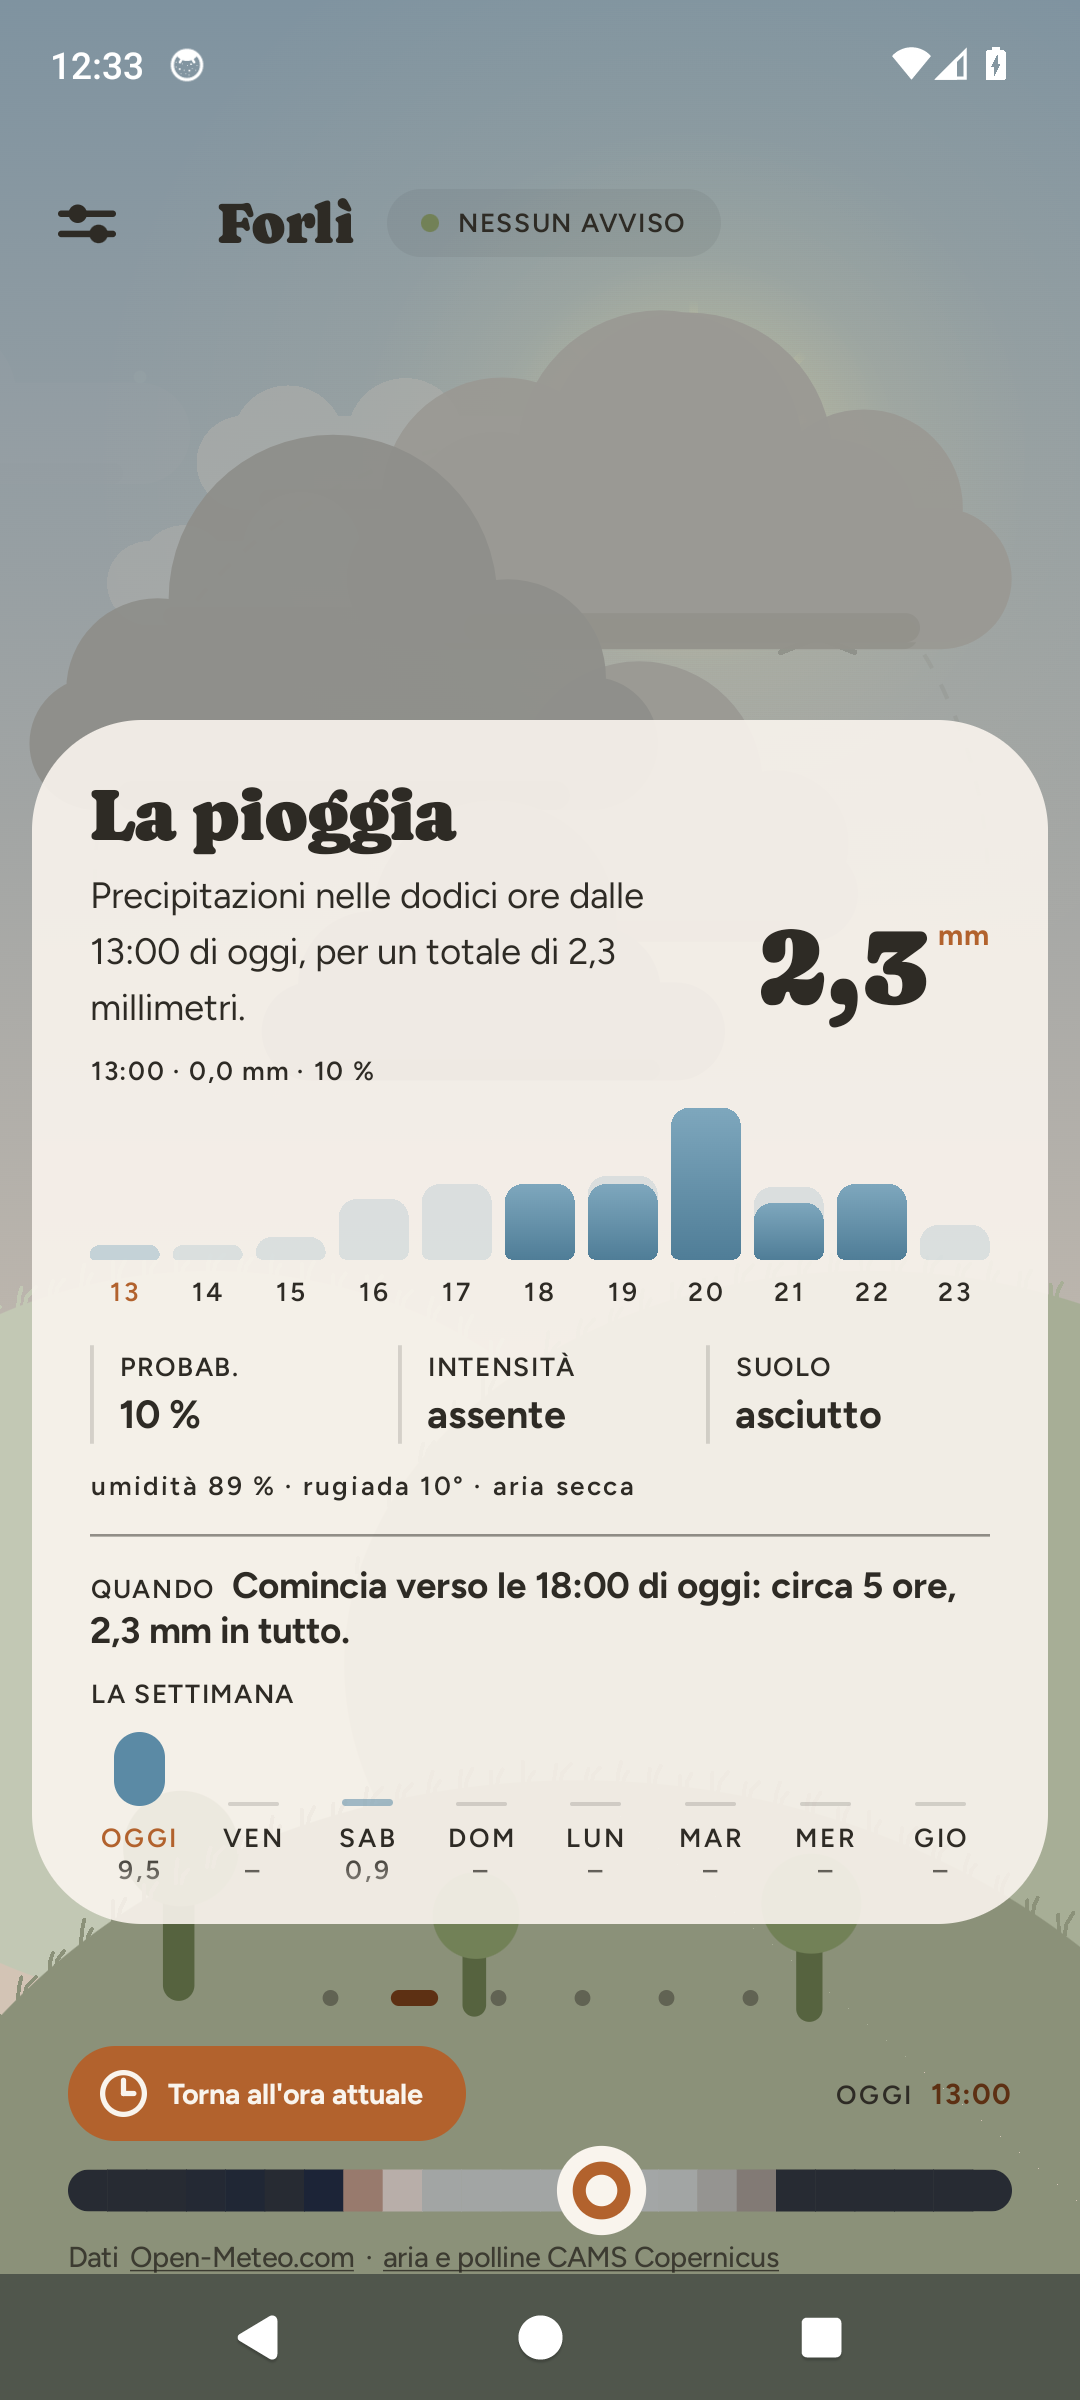 12:33
Forlì
NESSUN AVVISO
La pioggia
Precipitazioni nelle dodici ore dalle
13:00 di oggi, per un totale di 2,3
millimetri.
2,3 mm
13:00 · 0,0 mm · 10 %
13 14 15 16 17 18 19 20 21 22 23
PROBAB. INTENSITÀ SUOLO
10 % assente asciutto
umidità 89 % · rugiada 10° · aria secca
QUANDO Comincia verso le 18:00 di oggi: circa 5 ore,
2,3 mm in tutto.
LA SETTIMANA
OGGI VEN SAB DOM LUN MAR MER GIO
9,5 – 0,9 – – – – –
Torna all'ora attuale
OGGI 13:00
Dati Open-Meteo.com · aria e polline CAMS Copernicus